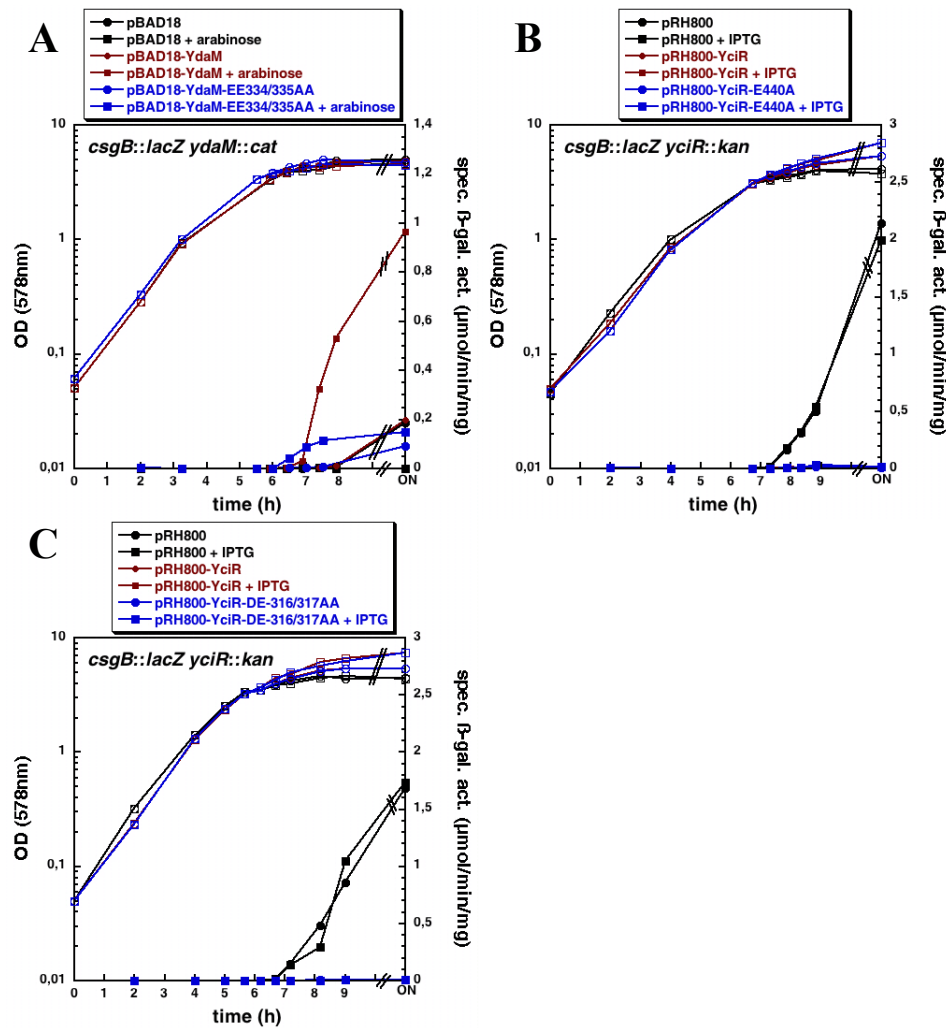 A
pBAD18
pBAD18 + arabinose
pBAD18-YdaM
pBAD18-YdaM + arabinose
pBAD18-YdaM-EE334/335AA
pBAD18-YdaM-EE334/335AA + arabinose
csgB::lacZ ydaM::cat
OD (578nm)
10
1
0,1
0,01
spec. ß-gal. act. (µmol/min/mg)
1,4
1,2
1
0,8
0,6
0,4
0,2
0
0 1 2 3 4 5 6 7 8 ON
time (h)
B
pRH800
pRH800 + IPTG
pRH800-YciR
pRH800-YciR + IPTG
pRH800-YciR-E440A
pRH800-YciR-E440A + IPTG
csgB::lacZ yciR::kan
OD (578nm)
10
1
0,1
0,01
spec. ß-gal. act. (µmol/min/mg)
3
2,5
2
1,5
1
0,5
0
0 1 2 3 4 5 6 7 8 9 ON
time (h)
C
pRH800
pRH800 + IPTG
pRH800-YciR
pRH800-YciR + IPTG
pRH800-YciR-DE-316/317AA
pRH800-YciR-DE-316/317AA + IPTG
csgB::lacZ yciR::kan
OD (578nm)
10
1
0,1
0,01
spec. ß-gal. act. (µmol/min/mg)
3
2,5
2
1,5
1
0,5
0
0 1 2 3 4 5 6 7 8 9 ON
time (h)